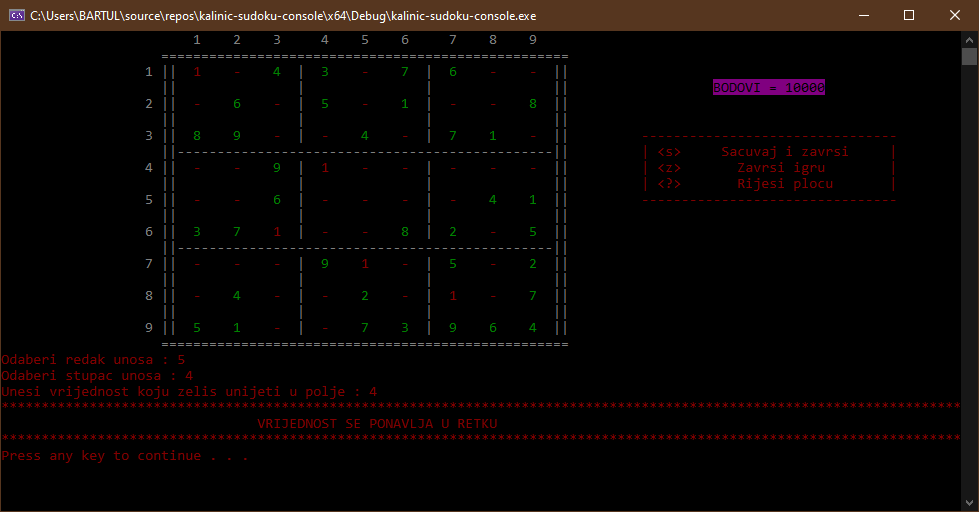 C:\Users\BARTUL\source\repos\kalinic-sudoku-console\x64\Debug\kalinic-sudoku-console.exe
1 2 3 4 5 6 7 8 9
===================================================
1 || 1 - 4 | 3 - 7 | 6 - - ||
BODOVI = 10000
2 || - 6 - | 5 - 1 | - - 8 ||
3 || 8 9 - | - 4 - | 7 1 - ||
--------------------------------
||-----------------------------------------------||
| <s> Sacuvaj i zavrsi |
4 || - - 9 | 1 - - | - - - ||
| <z> Zavrsi igru |
| <?> Rijesi plocu |
5 || - - 6 | - - - | - 4 1 ||
--------------------------------
6 || 3 7 1 | - - 8 | 2 - 5 ||
||-----------------------------------------------||
7 || - - - | 9 1 - | 5 - 2 ||
8 || - 4 - | - 2 - | 1 - 7 ||
9 || 5 1 - | - 7 3 | 9 6 4 ||
===================================================
Odaberi redak unosa : 5
Odaberi stupac unosa : 4
Unesi vrijednost koju zelis unijeti u polje : 4
************************************************************************************************************************
VRIJEDNOST SE PONAVLJA U RETKU
************************************************************************************************************************
Press any key to continue . . .